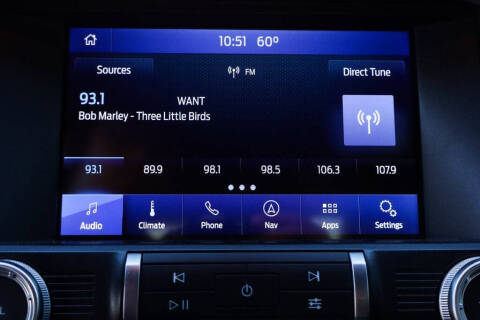 10:51 60°
Sources
FM
Direct Tune
93.1 WANT
Bob Marley - Three Little Birds
93.1 89.9 98.1 98.5 106.3 107.9
Audio Climate Phone Nav Apps Settings